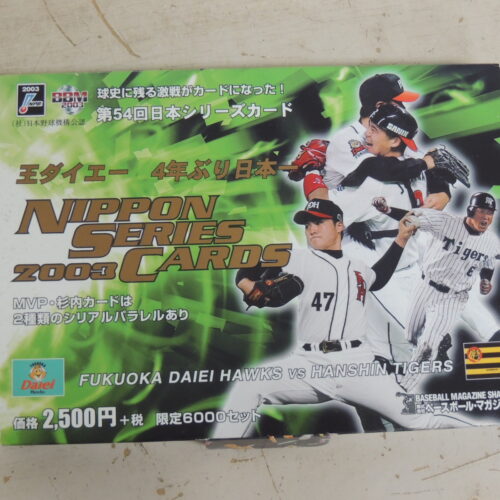 2003
BBM
2003
(社)日本野球機構公認
球史に残る激戦がカードになった!
第54回日本シリーズカード
王ダイエー 4年ぶり日本一
NIPPON
SERIES
2003 CARDS
MVP・杉内カードは
2種類のシリアルパラレルあり
47
Tigers
6
Daiei
Hawks
FUKUOKA DAIEI HAWKS VS HANSHIN TIGERS
価格 2,500円+税 限定6000セット
BASEBALL MAGAZINE SHA
ベースボール・マガジ